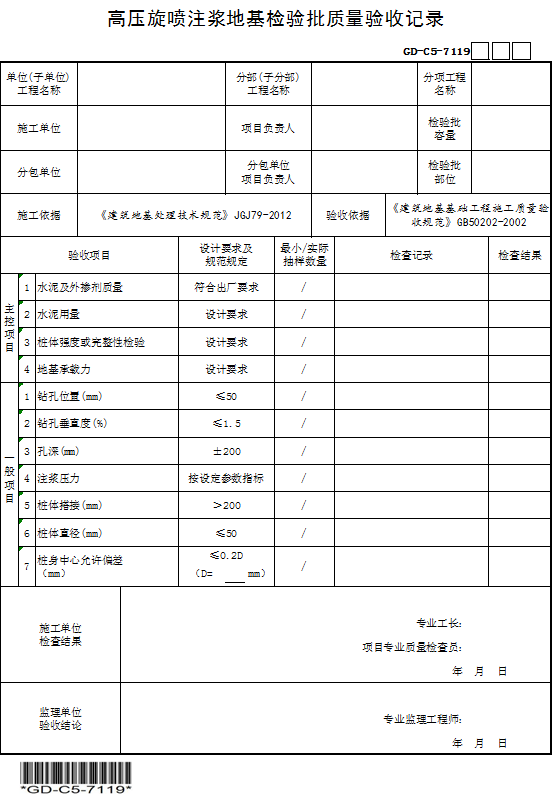 高压旋喷注浆地基检验批质量验收记录
GD-C5-7119
单位(子单位)
工程名称
分部(子分部)
工程名称
分项工程
名称
施工单位
项目负责人
检验批
容量
分包单位
分包单位
项目负责人
检验批
部位
施工依据
《建筑地基处理技术规范》JGJ79-2012
验收依据
《建筑地基基础工程施工质量验
收规范》GB50202-2002
验收项目
设计要求及
规范规定
最小/实际
抽样数量
检查记录
检查结果
主控项目
1 水泥及外掺剂质量 符合出厂要求 /
2 水泥用量 设计要求 /
3 桩体强度或完整性检验 设计要求 /
4 地基承载力 设计要求 /
一般项目
1 钻孔位置(mm) ≤50 /
2 钻孔垂直度(%) ≤1.5 /
3 孔深(mm) ±200 /
4 注浆压力 按设定参数指标 /
5 桩体搭接(mm) ＞200 /
6 桩体直径(mm) ≤50 /
7 桩身中心允许偏差
（mm）
≤0.2D
（D= ___ mm）
/
施工单位
检查结果
专业工长:
项目专业质量检查员:
年 月 日
监理单位
验收结论
专业监理工程师:
年 月 日
*GD-C5-7119*